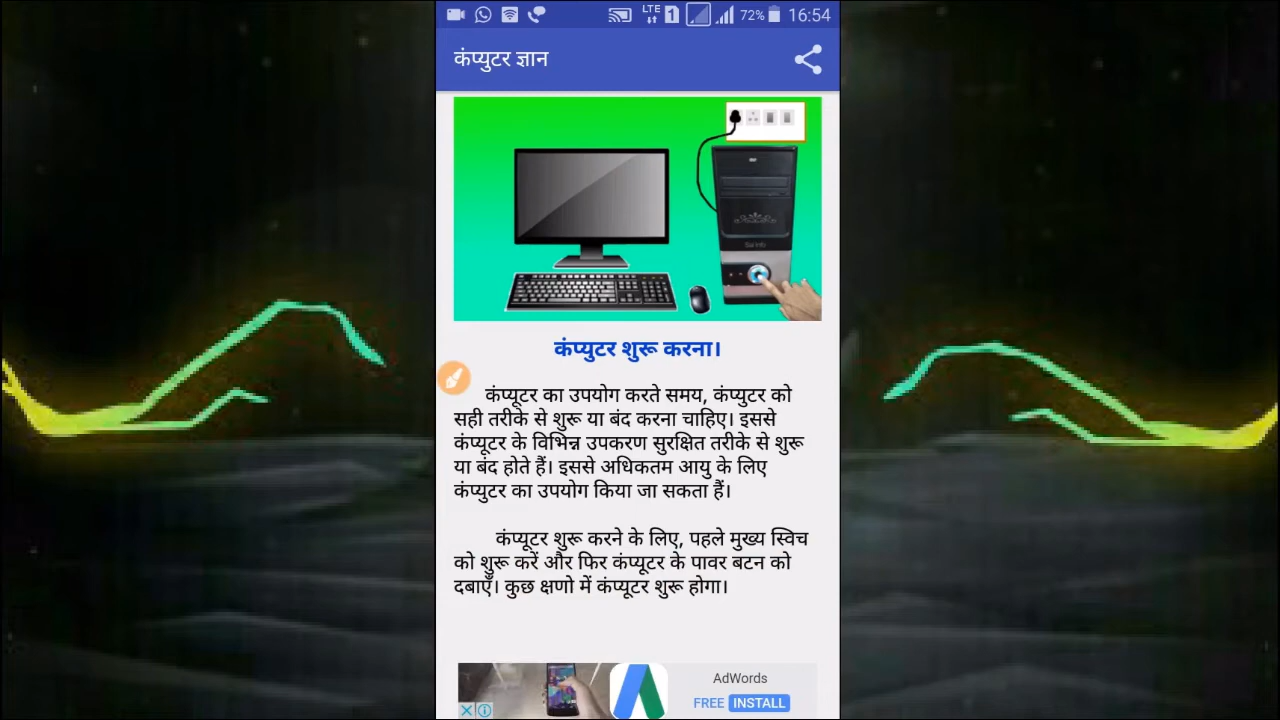 LTE 1 72% 16:54
कंप्युटर ज्ञान
कंप्युटर शुरू करना।
कंप्यूटर का उपयोग करते समय, कंप्युटर को
सही तरीके से शुरू या बंद करना चाहिए। इससे
कंप्यूटर के विभिन्न उपकरण सुरक्षित तरीके से शुरू
या बंद होते हैं। इससे अधिकतम आयु के लिए
कंप्युटर का उपयोग किया जा सकता हैं।
कंप्यूटर शुरू करने के लिए, पहले मुख्य स्विच
को शुरू करें और फिर कंप्यूटर के पावर बटन को
दबाएँ। कुछ क्षणो में कंप्यूटर शुरू होगा।
AdWords
FREE INSTALL